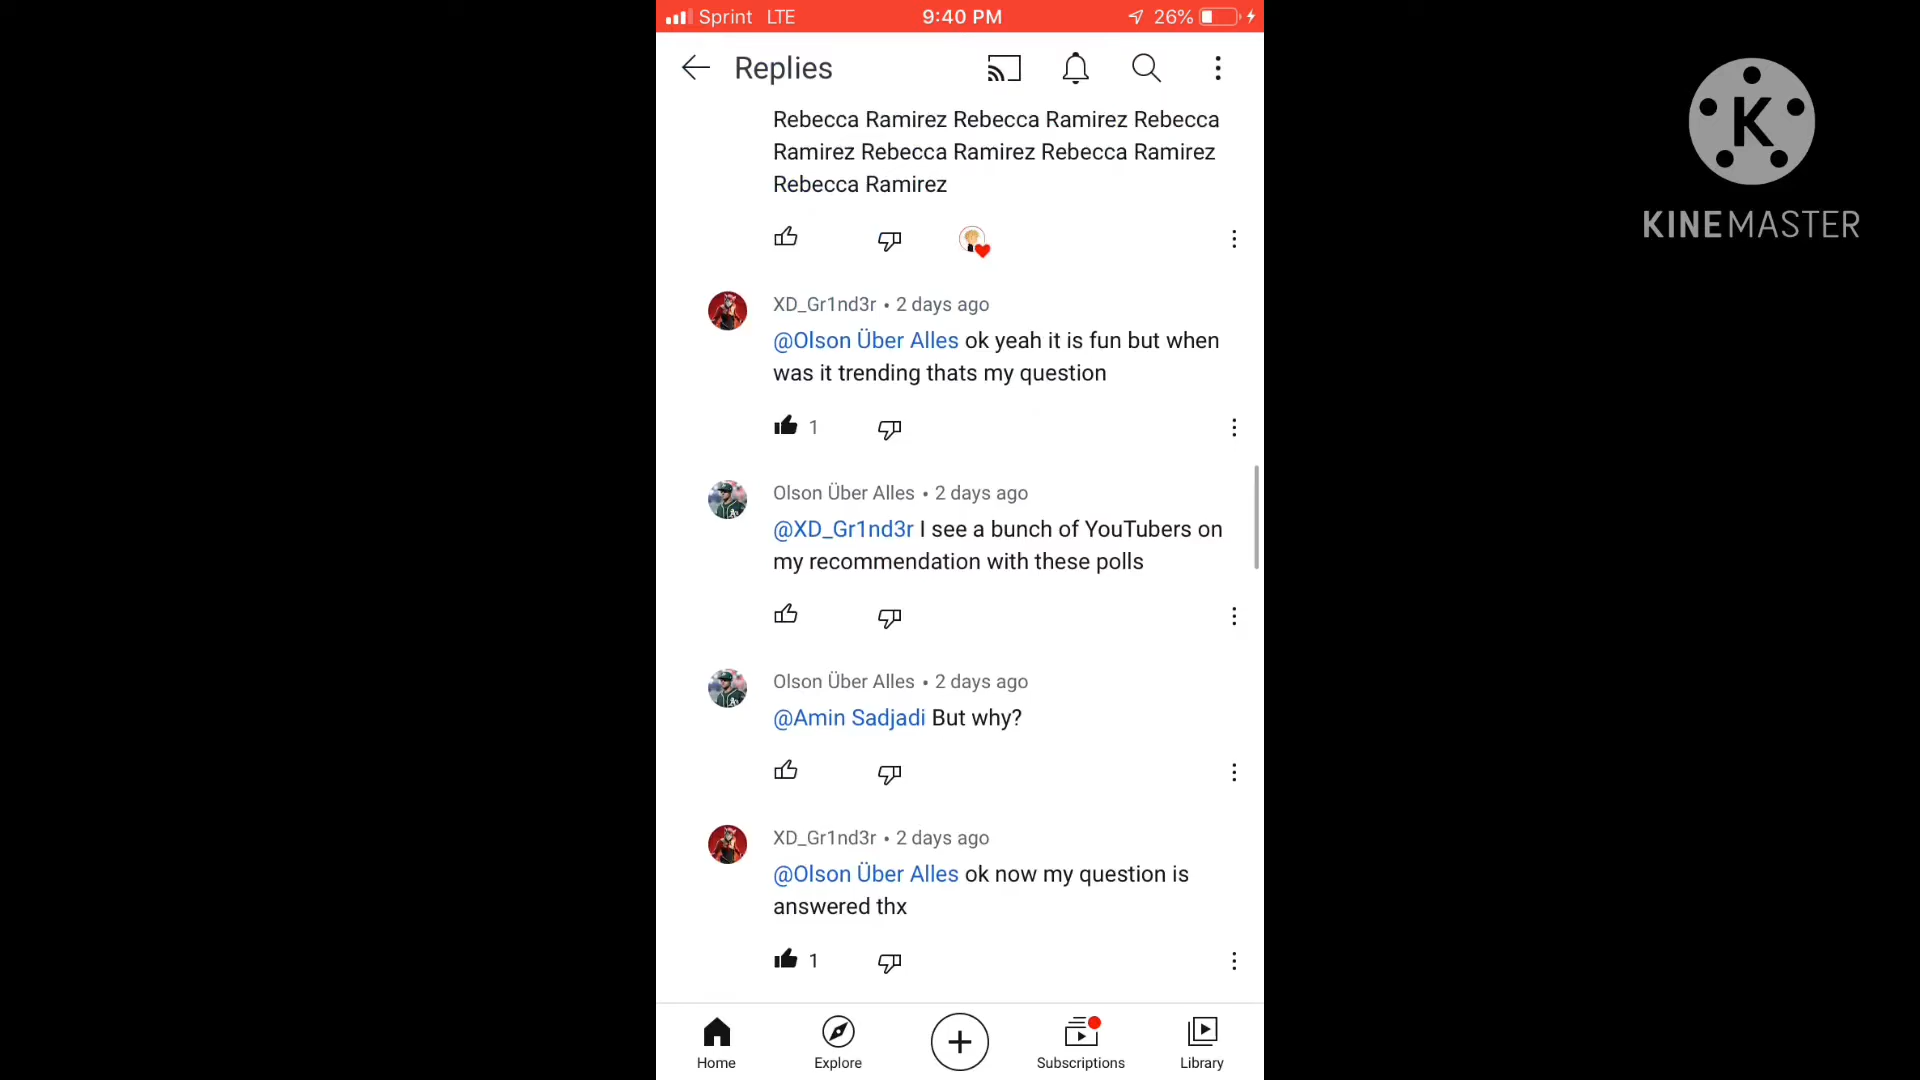 Sprint LTE 9:40 PM 26%
Replies
Rebecca Ramirez Rebecca Ramirez Rebecca
Ramirez Rebecca Ramirez Rebecca Ramirez
Rebecca Ramirez
XD_Gr1nd3r • 2 days ago
@Olson Über Alles ok yeah it is fun but when
was it trending thats my question
1
Olson Über Alles • 2 days ago
@XD_Gr1nd3r I see a bunch of YouTubers on
my recommendation with these polls
Olson Über Alles • 2 days ago
@Amin Sadjadi But why?
XD_Gr1nd3r • 2 days ago
@Olson Über Alles ok now my question is
answered thx
1
Home Explore Subscriptions Library
K
KINEMASTER